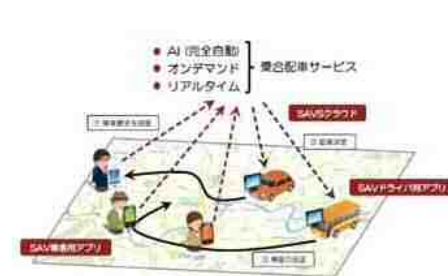 ● AI (完全自動)
● オンデマンド
● リアルタイム
乗合配車サービス
SAVSクラウド
SAVドライバ用アプリ
SAV乗客用アプリ